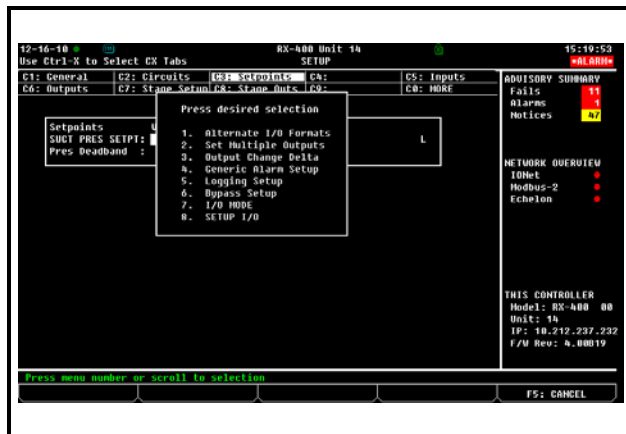 12-16-10 RX-400 Unit 14 15:19:53
Use Ctrl-X to Select CX Tabs SETUP *ALARM*
C1: General C2: Circuits C3: Setpoints C4: C5: Inputs
C6: Outputs C7: Stage Setup C8: Stage Outs C9: C0: MORE
ADVISORY SUMMARY
Fails 11
Alarms 1
Notices 47
Press desired selection
1. Alternate I/O Formats
2. Set Multiple Outputs
3. Output Change Delta
4. Generic Alarm Setup
5. Logging Setup
6. Bypass Setup
7. I/O MODE
8. SETUP I/O
Setpoints
SUCT PRES SETPT: L
Pres Deadband :
NETWORK OVERVIEW
IONet
Modbus-2
Echelon
THIS CONTROLLER
Model: RX-400 00
Unit: 14
IP: 10.212.237.232
F/W Rev: 4.00B19
Press menu number or scroll to selection
F5: CANCEL